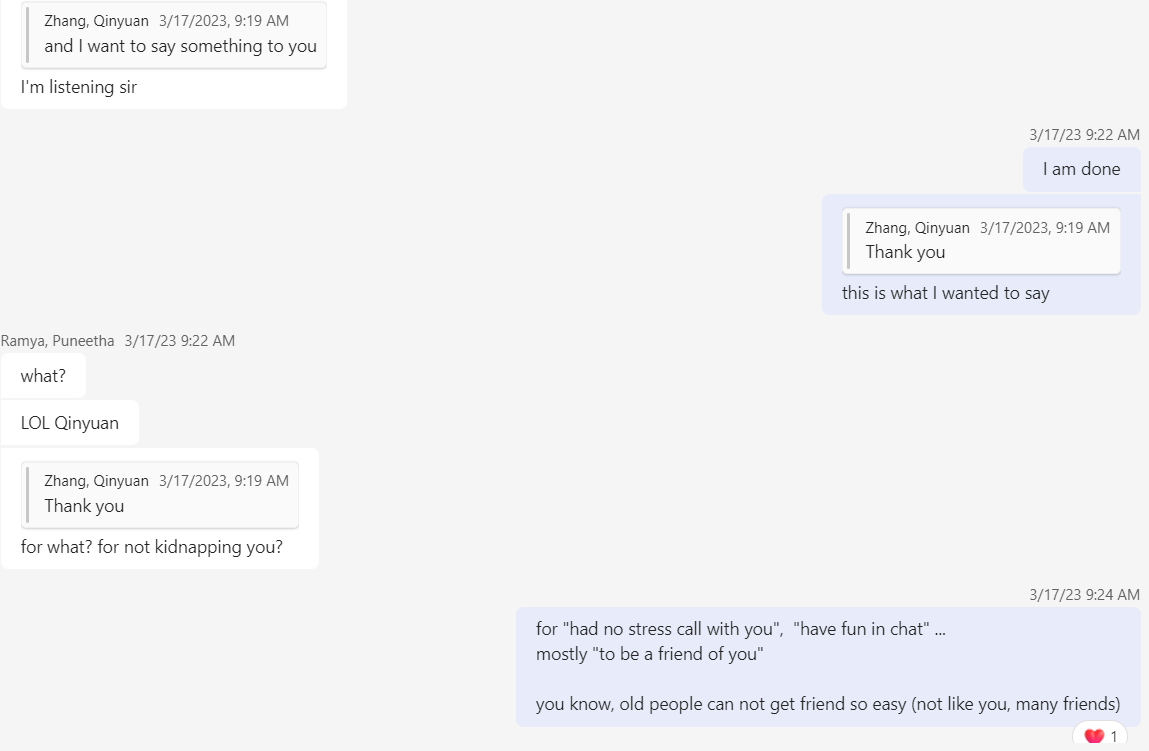 Zhang, Qinyuan 3/17/2023, 9:19 AM
and I want to say something to you
I'm listening sir
3/17/23 9:22 AM
I am done
Zhang, Qinyuan 3/17/2023, 9:19 AM
Thank you
this is what I wanted to say
Ramya, Puneetha 3/17/23 9:22 AM
what?
LOL Qinyuan
Zhang, Qinyuan 3/17/2023, 9:19 AM
Thank you
for what? for not kidnapping you?
3/17/23 9:24 AM
for "had no stress call with you",  "have fun in chat" ...
mostly "to be a friend of you"
you know, old people can not get friend so easy (not like you, many friends)
1